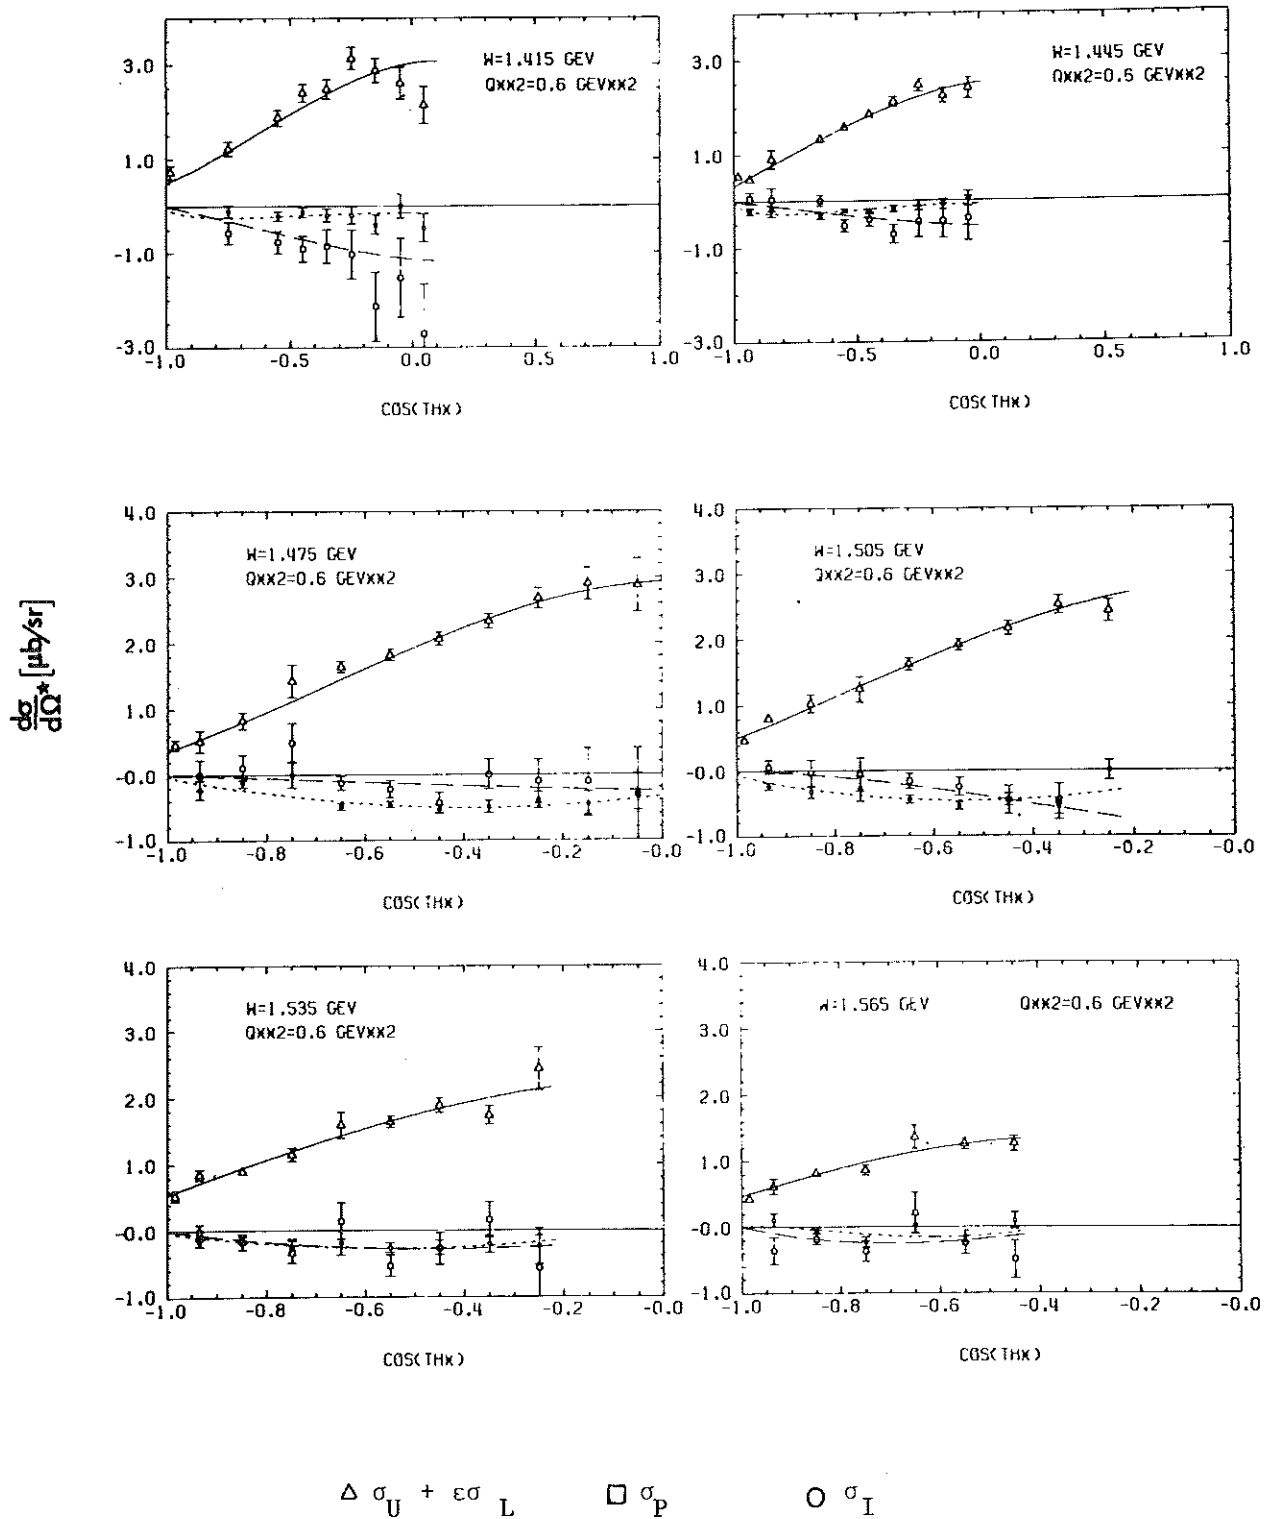 W=1.415 GEV
Q××2=0.6 GEV××2
3.0
1.0
-1.0
-3.0
-1.0 -0.5 0.0 0.5 1.0
COS(TH×)
W=1.445 GEV
Q××2=0.6 GEV××2
3.0
1.0
-1.0
-3.0
-1.0 -0.5 0.0 0.5 1.0
COS(TH×)
dσ/dΩ* [μb/sr]
W=1.475 GEV
Q××2=0.6 GEV××2
4.0
3.0
2.0
1.0
-0.0
-1.0
-1.0 -0.8 -0.6 -0.4 -0.2 -0.0
COS(TH×)
W=1.505 GEV
Q××2=0.6 GEV××2
4.0
3.0
2.0
1.0
-0.0
-1.0
-1.0 -0.8 -0.6 -0.4 -0.2 -0.0
COS(TH×)
W=1.535 GEV
Q××2=0.6 GEV××2
4.0
3.0
2.0
1.0
-0.0
-1.0
-1.0 -0.8 -0.6 -0.4 -0.2 -0.0
COS(TH×)
W=1.565 GEV Q××2=0.6 GEV××2
4.0
3.0
2.0
1.0
-0.0
-1.0
-1.0 -0.8 -0.6 -0.4 -0.2 -0.0
COS(TH×)
△ σ_U + εσ_L □ σ_P ○ σ_I